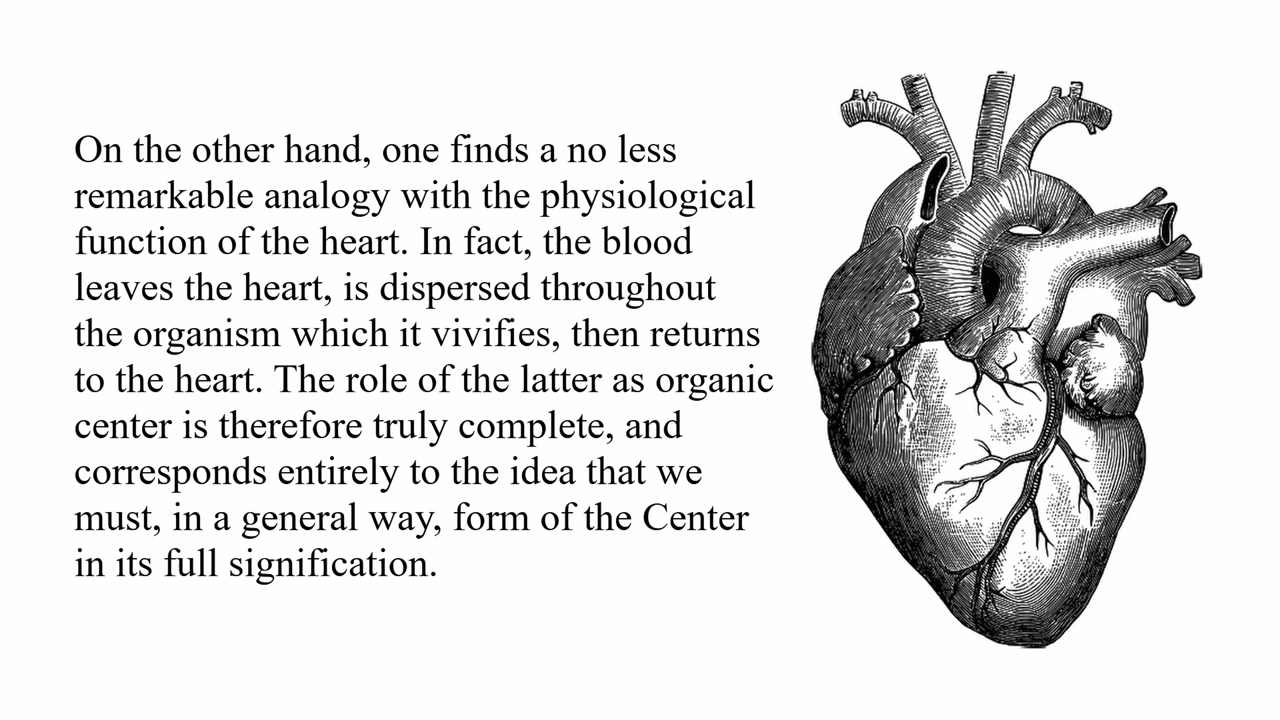 On the other hand, one finds a no less
remarkable analogy with the physiological
function of the heart. In fact, the blood
leaves the heart, is dispersed throughout
the organism which it vivifies, then returns
to the heart. The role of the latter as organic
center is therefore truly complete, and
corresponds entirely to the idea that we
must, in a general way, form of the Center
in its full signification.